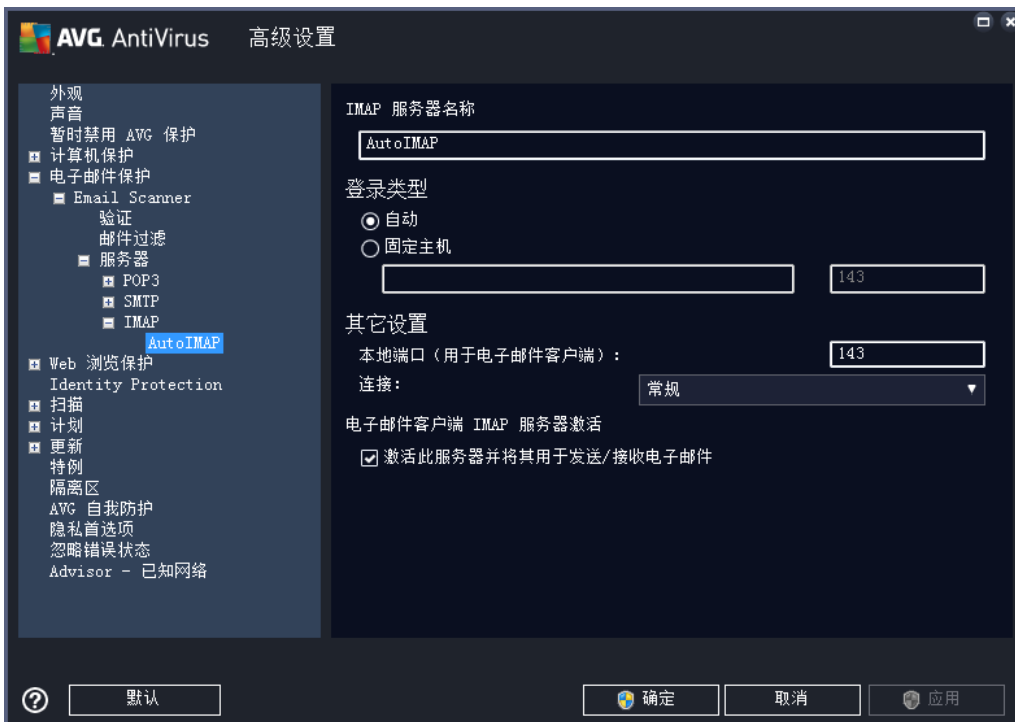 AVG AntiVirus 高级设置
外观
声音
暂时禁用 AVG 保护
计算机保护
电子邮件保护
Email Scanner
验证
邮件过滤
服务器
POP3
SMTP
IMAP
AutoIMAP
Web 浏览保护
Identity Protection
扫描
计划
更新
特例
隔离区
AVG 自我防护
隐私首选项
忽略错误状态
Advisor - 已知网络
IMAP 服务器名称
AutoIMAP
登录类型
自动
固定主机
143
其它设置
本地端口（用于电子邮件客户端）:
143
连接:
常规
电子邮件客户端 IMAP 服务器激活
激活此服务器并将其用于发送/接收电子邮件
默认
确定
取消
应用